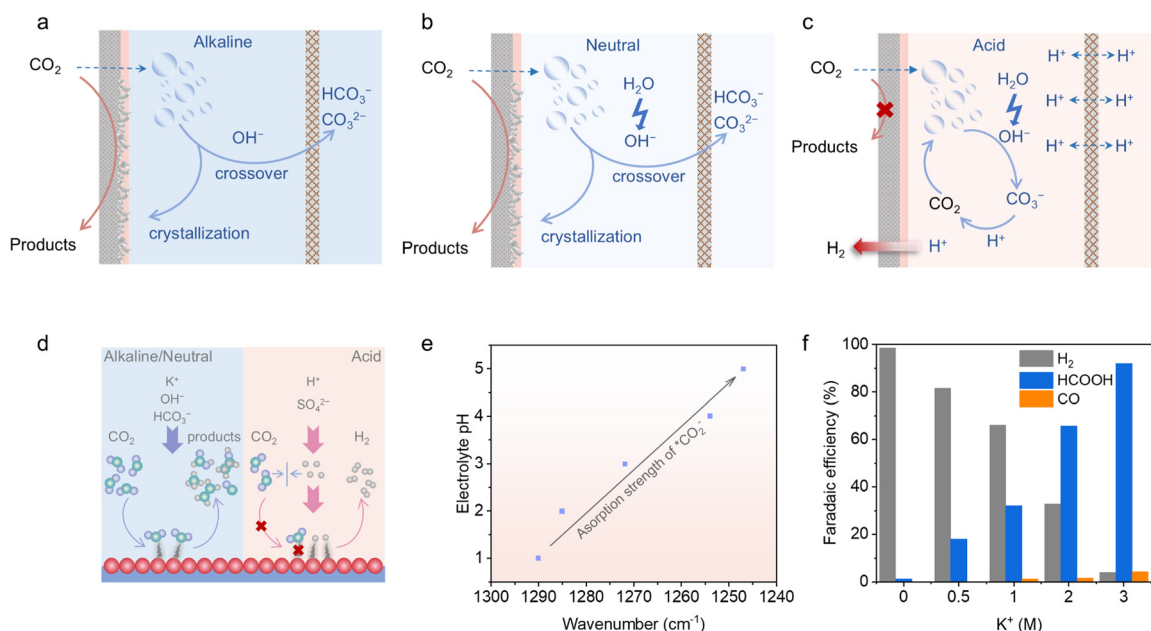 a
Alkaline
CO₂
HCO₃⁻
CO₃²⁻
OH⁻
crossover
crystallization
Products
b
Neutral
CO₂
H₂O
OH⁻
HCO₃⁻
CO₃²⁻
crossover
crystallization
Products
c
Acid
CO₂
H₂O
OH⁻
H⁺ H⁺
H⁺ H⁺
H⁺ H⁺
Products
CO₂
CO₃⁻
H⁺
H⁺
H₂
d
Alkaline/Neutral
K⁺
OH⁻
HCO₃⁻
CO₂
products
Acid
H⁺
SO₄²⁻
CO₂
H₂
e
Electrolyte pH
5
4
3
2
1
Asorption strength of *CO₂⁻
1300 1290 1280 1270 1260 1250 1240
Wavenumber (cm⁻¹)
f
Faradaic efficiency (%)
100
80
60
40
20
0
H₂
HCOOH
CO
0 0.5 1 2 3
K⁺ (M)